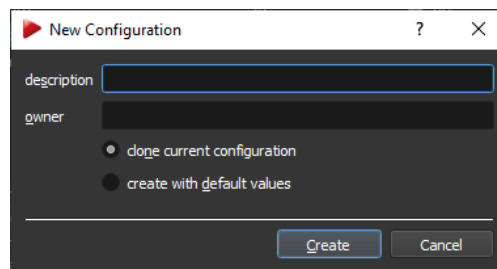 New Configuration ?
description
owner
clone current configuration
create with default values
Create Cancel